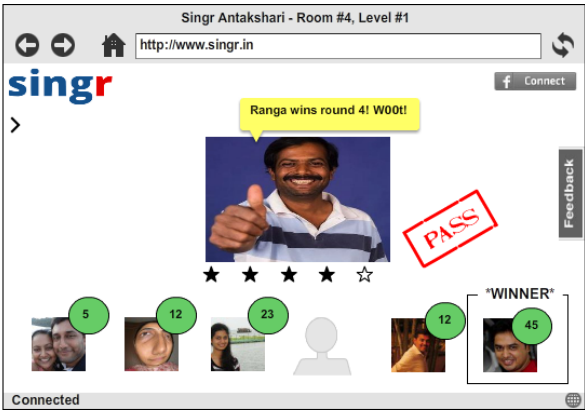 Singr Antakshari - Room #4, Level #1
http://www.singr.in
singr
f Connect
Ranga wins round 4! W00t!
Feedback
PASS
*WINNER*
5
12
23
12
45
Connected